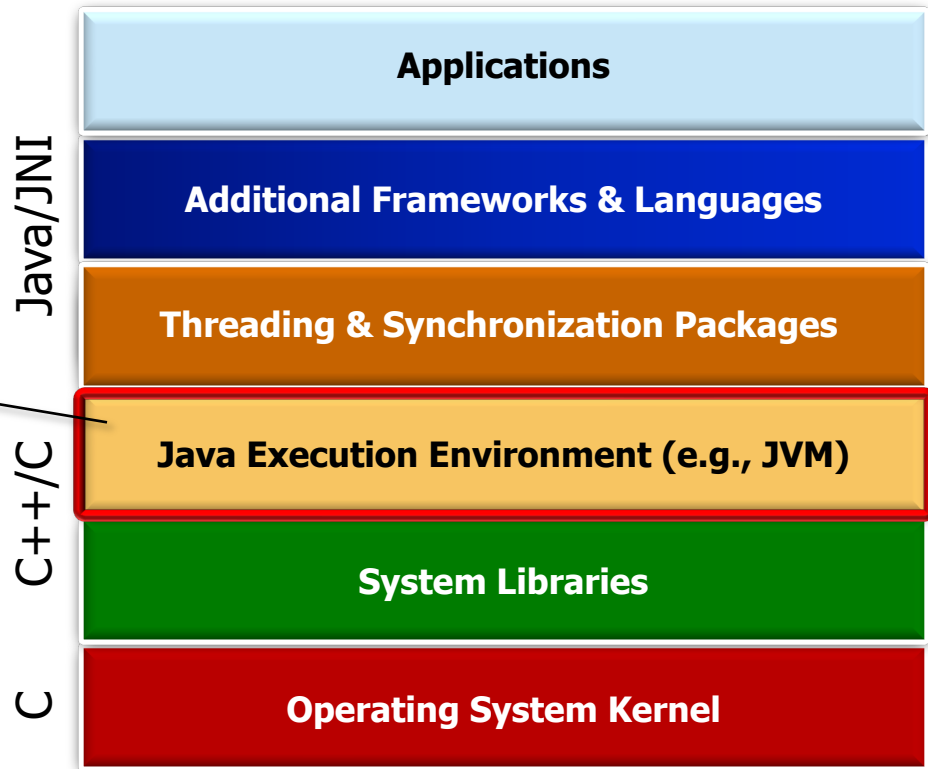 Applications
Java/JNI
Additional Frameworks & Languages
Threading & Synchronization Packages
C++/C
Java Execution Environment (e.g., JVM)
System Libraries
C
Operating System Kernel